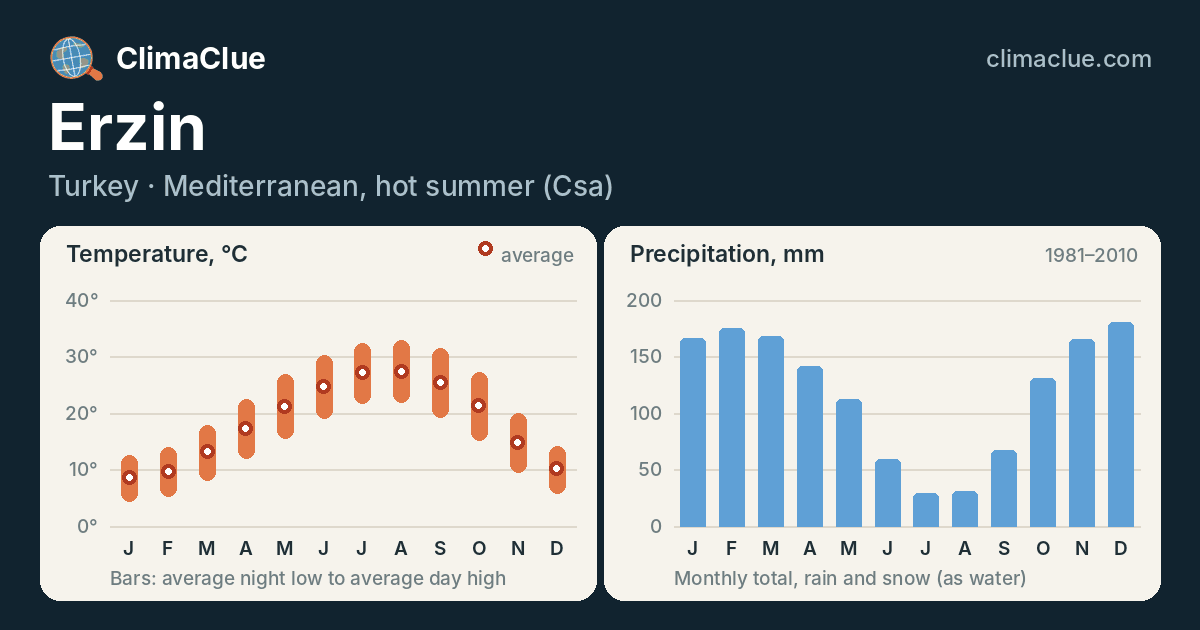 ClimaClue
climaclue.com
Erzin
Turkey · Mediterranean, hot summer (Csa)
Temperature, °C
average
40°
30°
20°
10°
0°
J F M A M J J A S O N D
Bars: average night low to average day high
Precipitation, mm
1981–2010
200
150
100
50
0
J F M A M J J A S O N D
Monthly total, rain and snow (as water)